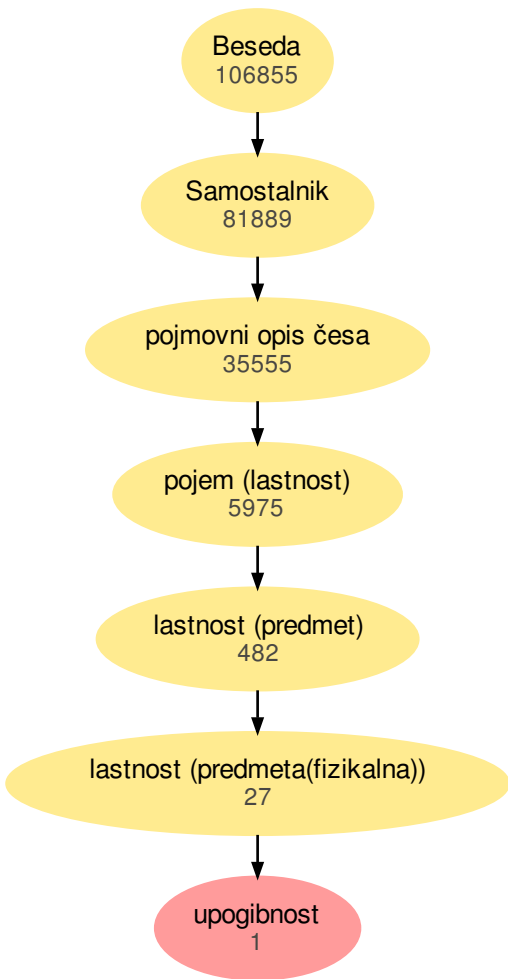 Beseda
106855
Samostalnik
81889
pojmovni opis česa
35555
pojem (lastnost)
5975
lastnost (predmet)
482
lastnost (predmeta(fizikalna))
27
upogibnost
1